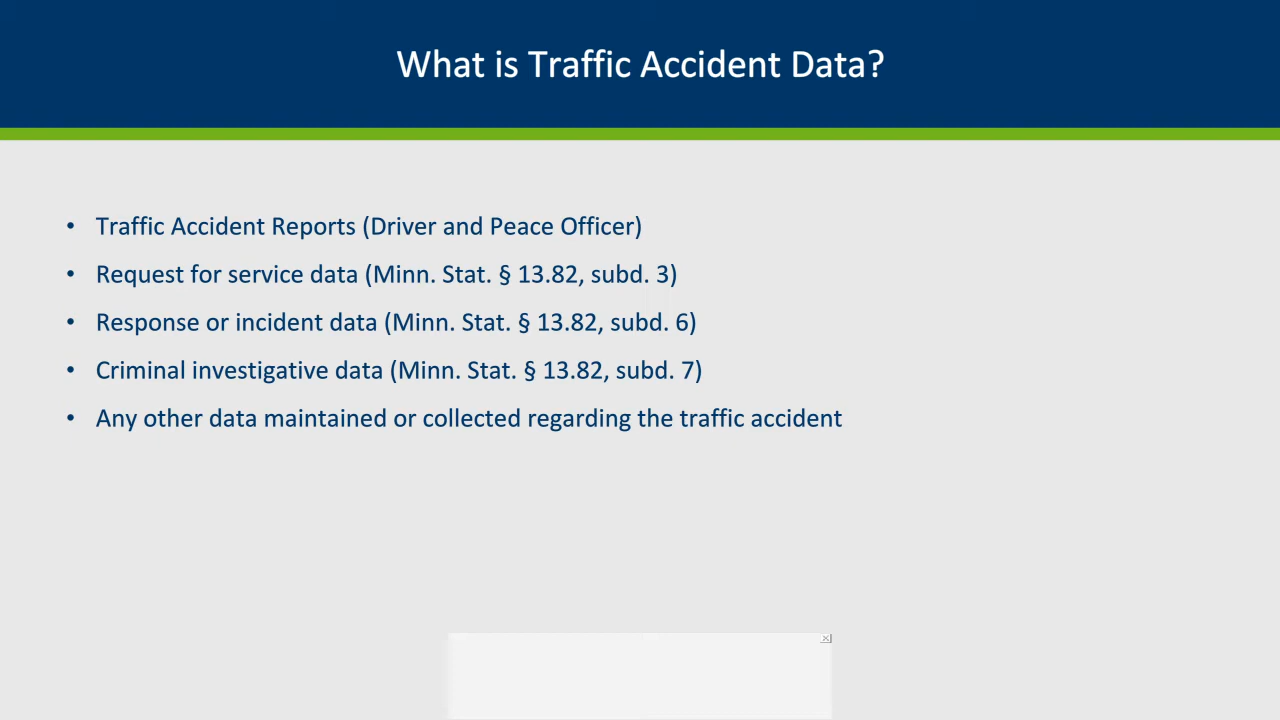 What is Traffic Accident Data?
• Traffic Accident Reports (Driver and Peace Officer)
• Request for service data (Minn. Stat. § 13.82, subd. 3)
• Response or incident data (Minn. Stat. § 13.82, subd. 6)
• Criminal investigative data (Minn. Stat. § 13.82, subd. 7)
• Any other data maintained or collected regarding the traffic accident